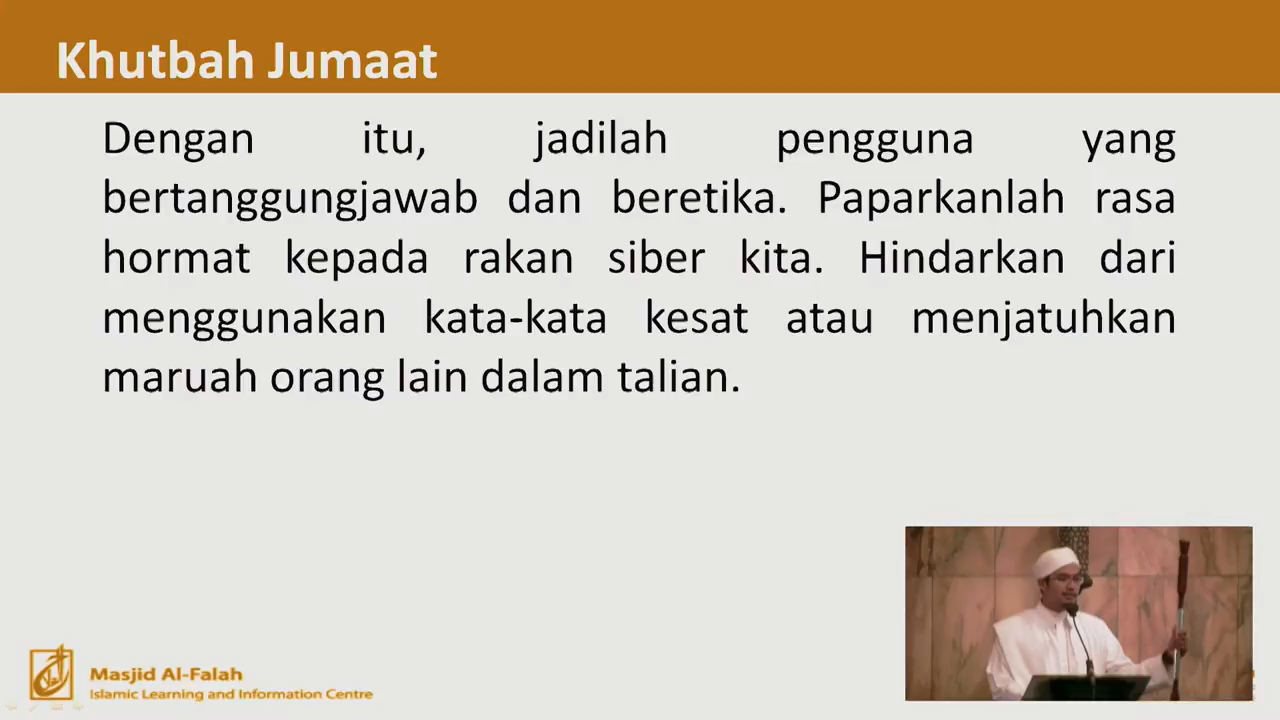 Khutbah Jumaat
Dengan itu, jadilah pengguna yang
bertanggungjawab dan beretika. Paparkanlah rasa
hormat kepada rakan siber kita. Hindarkan dari
menggunakan kata-kata kesat atau menjatuhkan
maruah orang lain dalam talian.
Masjid Al-Falah
Islamic Learning and Information Centre